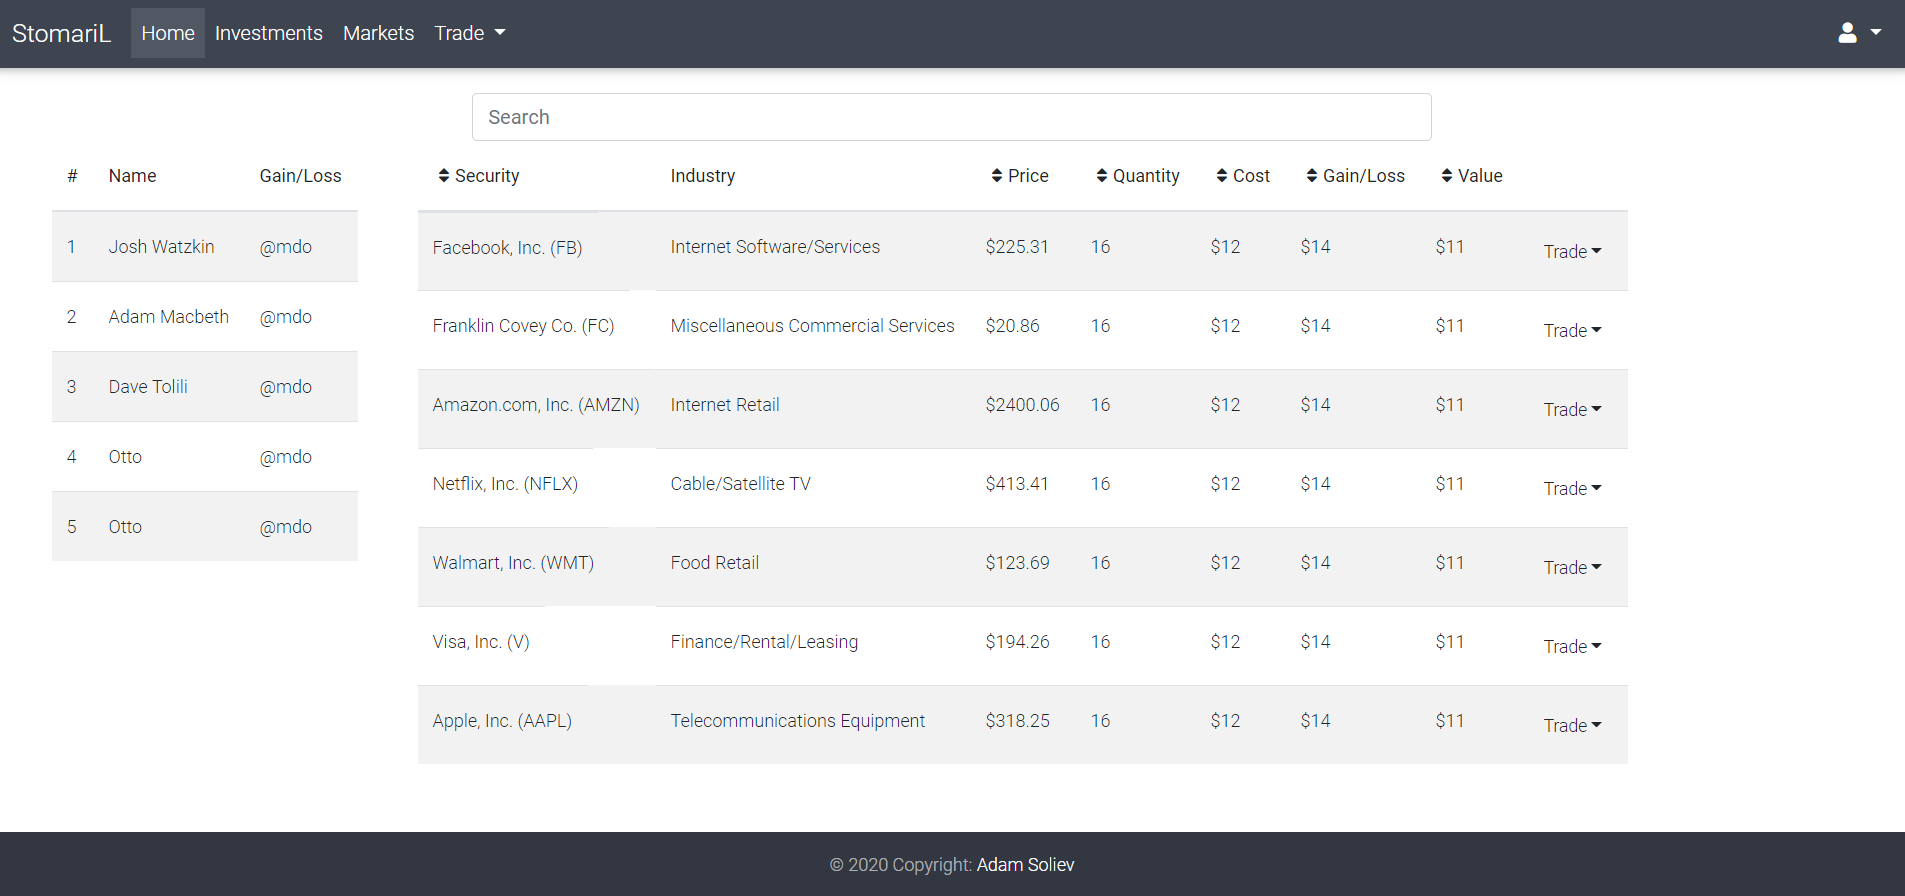 StomariL Home Investments Markets Trade
Search
# Name Gain/Loss
1 Josh Watzkin @mdo
2 Adam Macbeth @mdo
3 Dave Tolili @mdo
4 Otto @mdo
5 Otto @mdo
Security Industry Price Quantity Cost Gain/Loss Value
Facebook, Inc. (FB) Internet Software/Services $225.31 16 $12 $14 $11 Trade
Franklin Covey Co. (FC) Miscellaneous Commercial Services $20.86 16 $12 $14 $11 Trade
Amazon.com, Inc. (AMZN) Internet Retail $2400.06 16 $12 $14 $11 Trade
Netflix, Inc. (NFLX) Cable/Satellite TV $413.41 16 $12 $14 $11 Trade
Walmart, Inc. (WMT) Food Retail $123.69 16 $12 $14 $11 Trade
Visa, Inc. (V) Finance/Rental/Leasing $194.26 16 $12 $14 $11 Trade
Apple, Inc. (AAPL) Telecommunications Equipment $318.25 16 $12 $14 $11 Trade
© 2020 Copyright: Adam Soliev